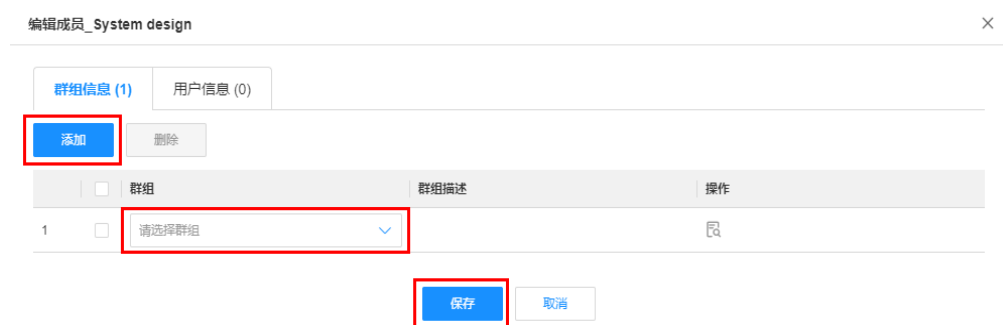 编辑成员_System design
群组信息 (1) 用户信息 (0)
添加 删除
群组 群组描述 操作
1 请选择群组
保存 取消